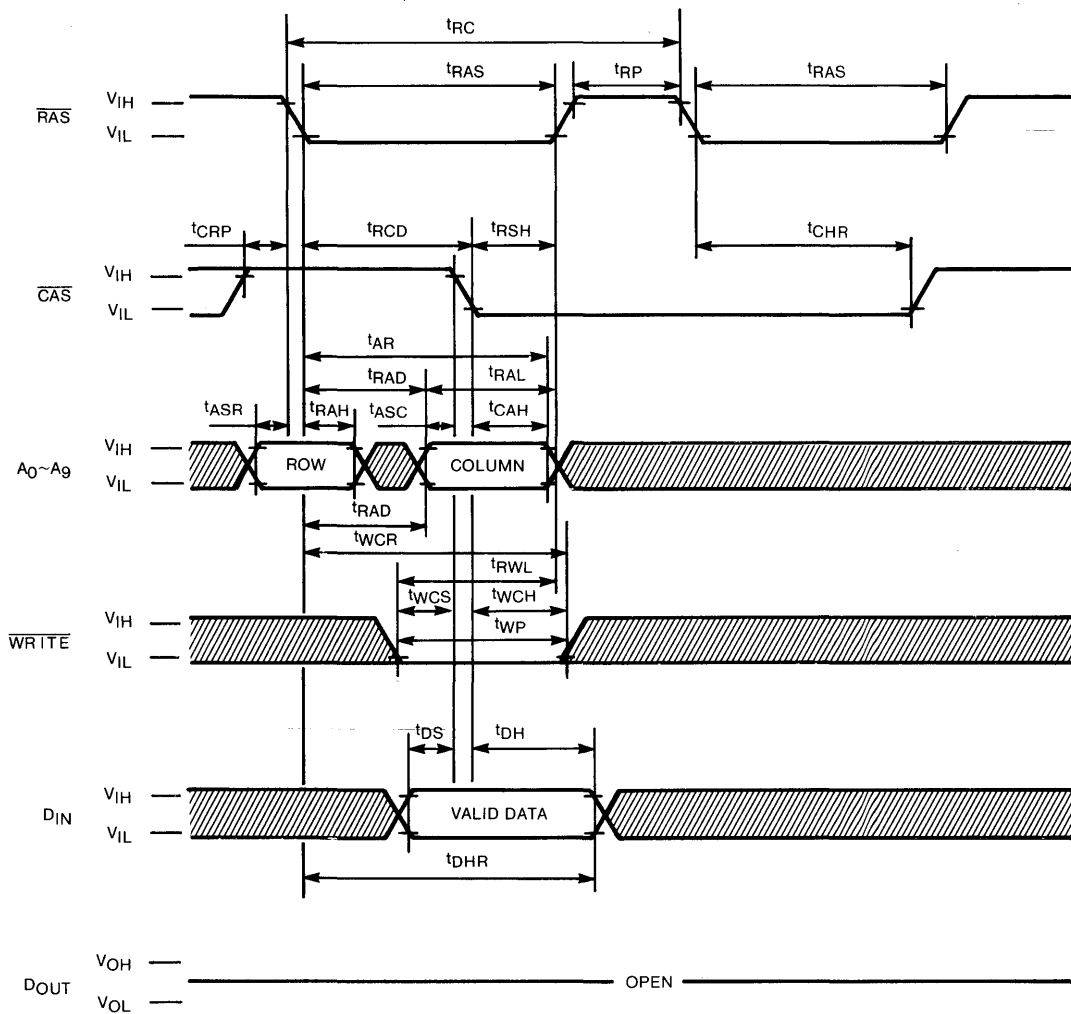 tRC
tRAS tRP tRAS
RAS VIH
VIL
tCRP tRCD tRSH tCHR
CAS VIH
VIL
tAR
tRAD tRAL
tASR tRAH tASC tCAH
A0~A9 VIH
VIL
ROW COLUMN
tRAD
tWCR
tRWL
tWCS tWCH
tWP
WRITE VIH
VIL
tDS tDH
DIN VIH
VIL
VALID DATA
tDHR
DOUT VOH
VOL
OPEN